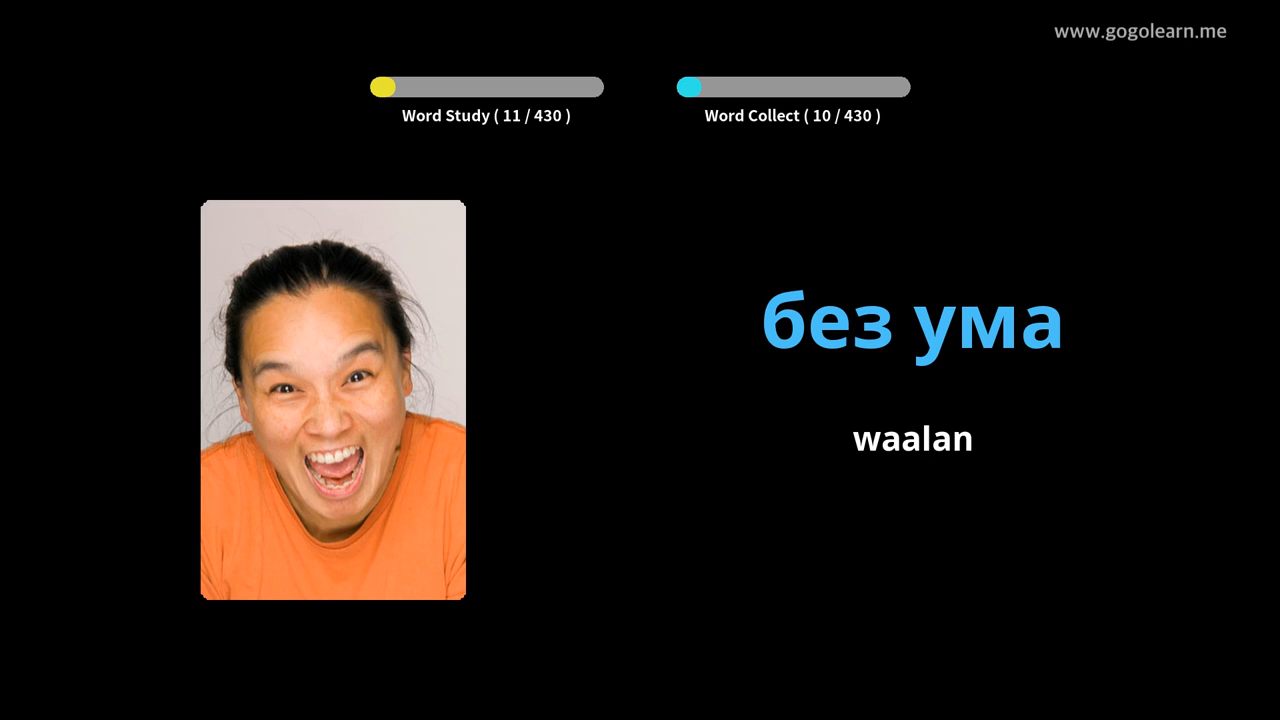 www.gogolearn.me
Word Study ( 11 / 430 )
Word Collect ( 10 / 430 )
без ума
waalan